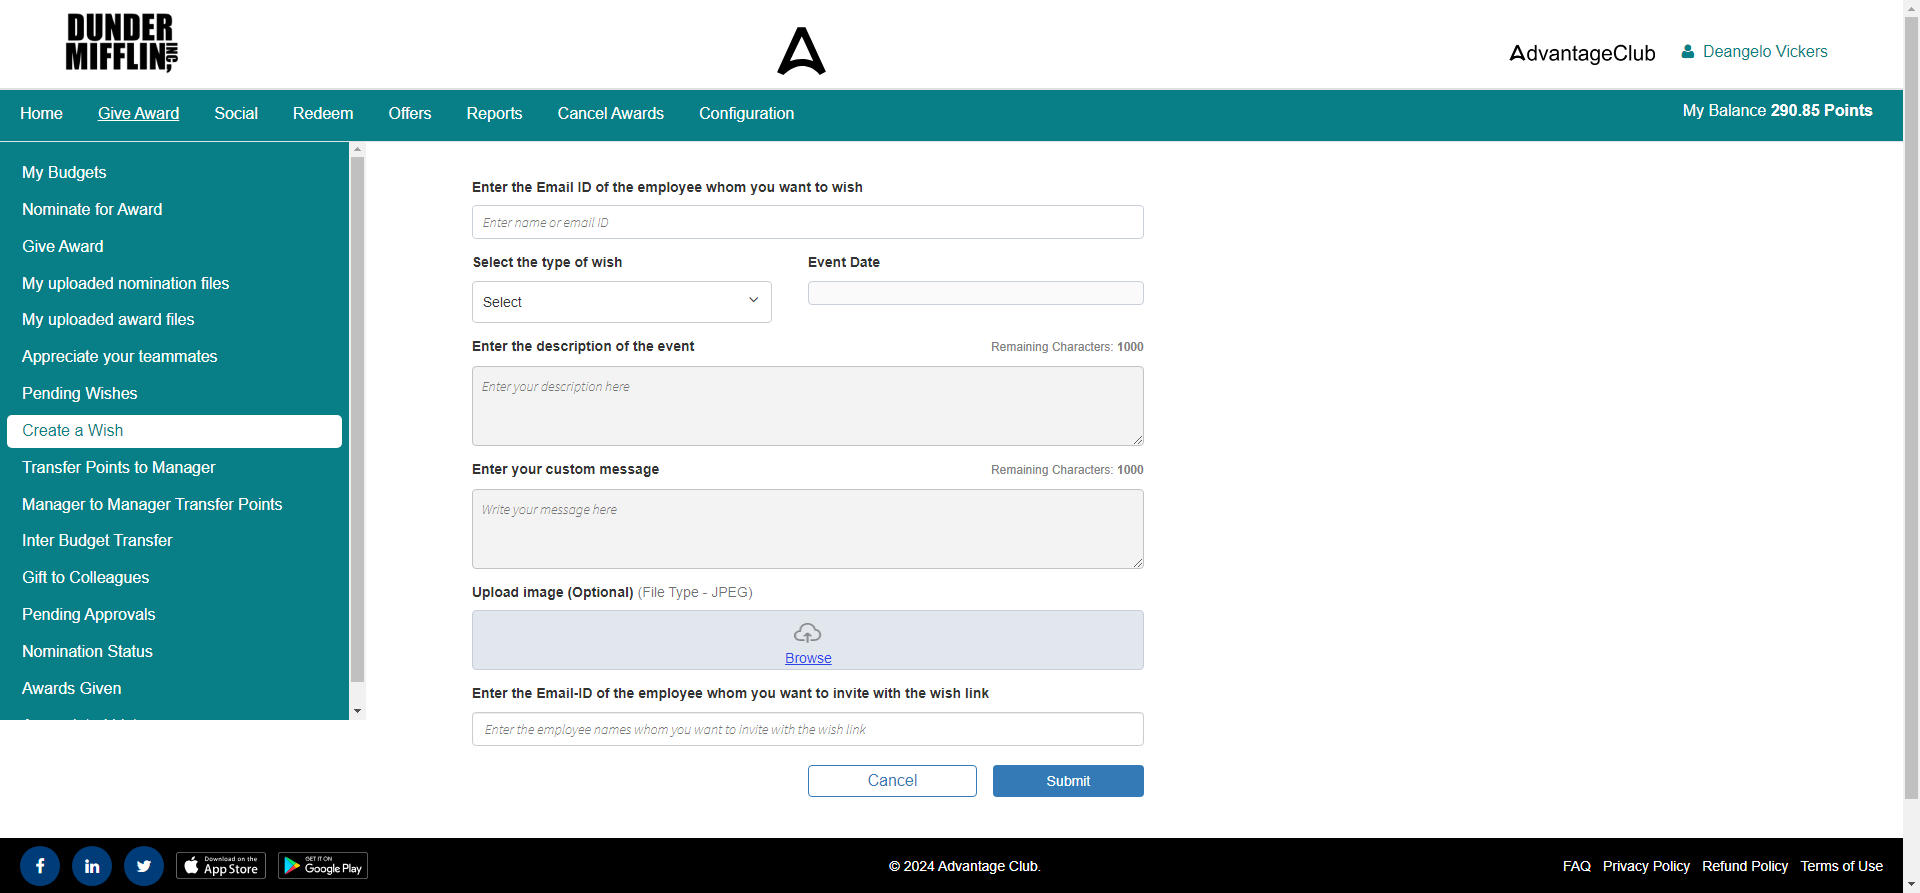 DUNDER
MIFFLIN, INC.
AdvantageClub
Deangelo Vickers
Home
Give Award
Social
Redeem
Offers
Reports
Cancel Awards
Configuration
My Balance 290.85 Points
My Budgets
Nominate for Award
Give Award
My uploaded nomination files
My uploaded award files
Appreciate your teammates
Pending Wishes
Create a Wish
Transfer Points to Manager
Manager to Manager Transfer Points
Inter Budget Transfer
Gift to Colleagues
Pending Approvals
Nomination Status
Awards Given
Enter the Email ID of the employee whom you want to wish
Enter name or email ID
Select the type of wish
Event Date
Select
Enter the description of the event
Remaining Characters: 1000
Enter your description here
Enter your custom message
Remaining Characters: 1000
Write your message here
Upload image (Optional) (File Type - JPEG)
Browse
Enter the Email-ID of the employee whom you want to invite with the wish link
Enter the employee names whom you want to invite with the wish link
Cancel
Submit
Download on the
App Store
GET IT ON
Google Play
© 2024 Advantage Club.
FAQ
Privacy Policy
Refund Policy
Terms of Use